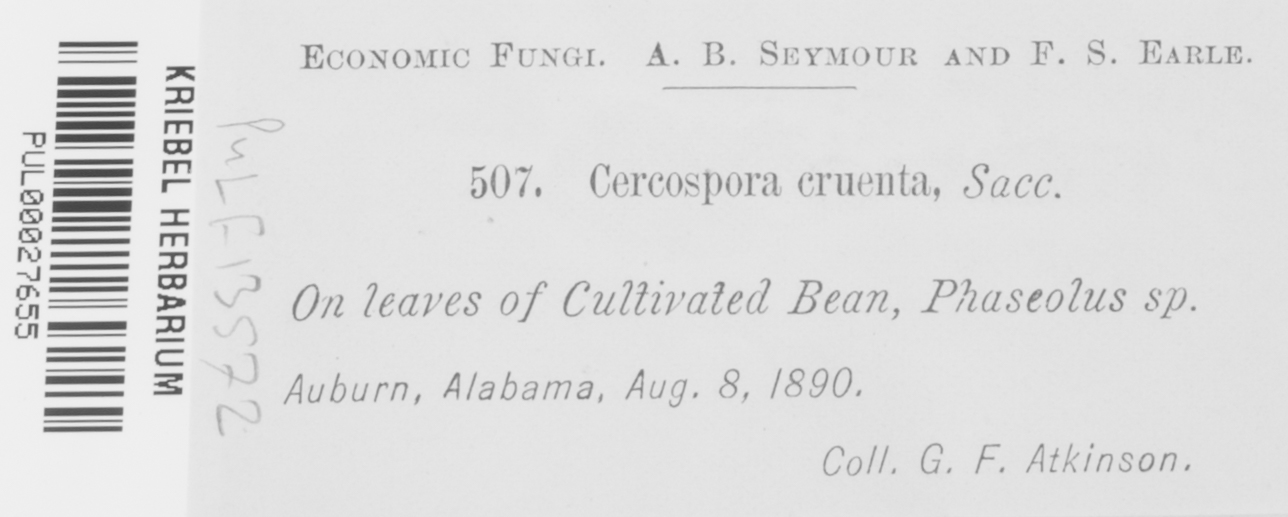 ECONOMIC FUNGI. A. B. SEYMOUR AND F. S. EARLE.
507. Cercospora cruenta, Sacc.
On leaves of Cultivated Bean, Phaseolus sp.
Auburn, Alabama, Aug. 8, 1890.
Coll. G. F. Atkinson.
PUL F13572
KRIEBEL HERBARIUM
PUL00027655